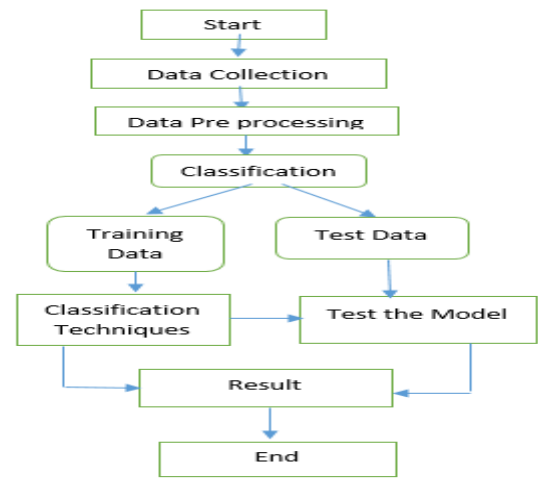 Start
Data Collection
Data Pre processing
Classification
Training
Data
Test Data
Classification
Techniques
Test the Model
Result
End